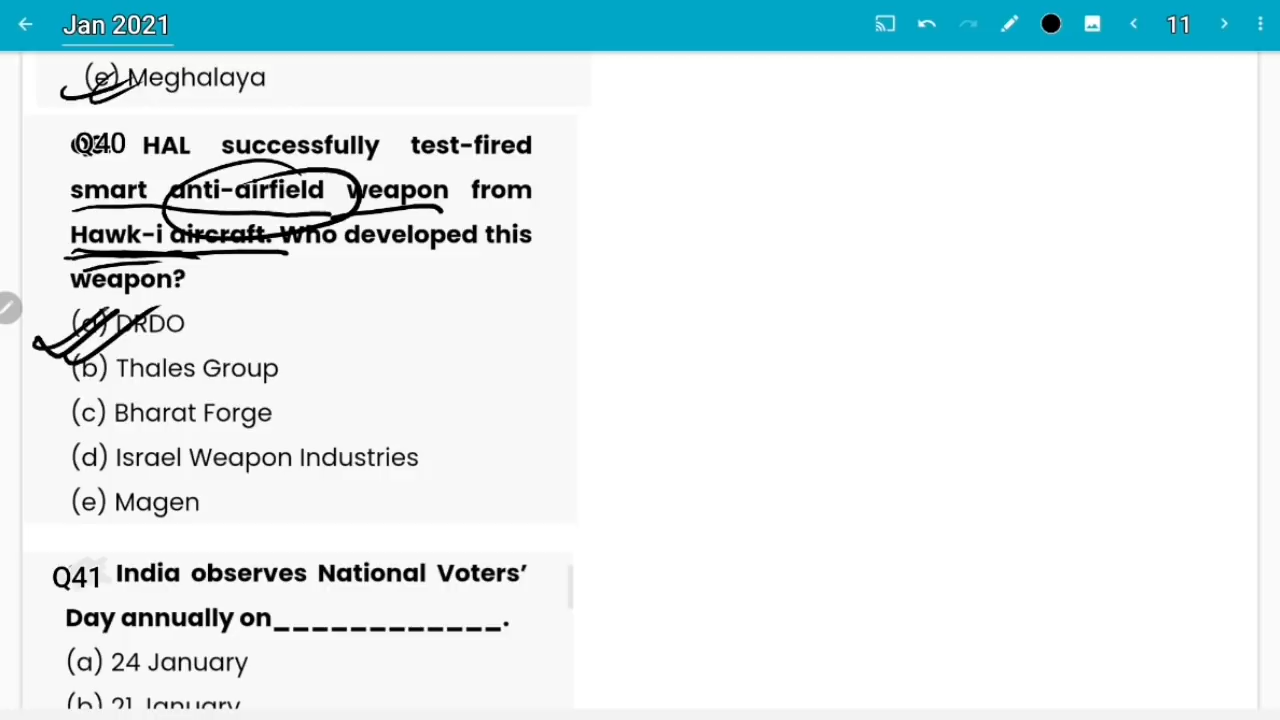 Jan 2021
11
(e) Meghalaya
Q40 HAL successfully test-fired
smart anti-airfield weapon from
Hawk-i aircraft. Who developed this
weapon?
(a) DRDO
(b) Thales Group
(c) Bharat Forge
(d) Israel Weapon Industries
(e) Magen
Q41 India observes National Voters’
Day annually on____________.
(a) 24 January
(b) 21 January